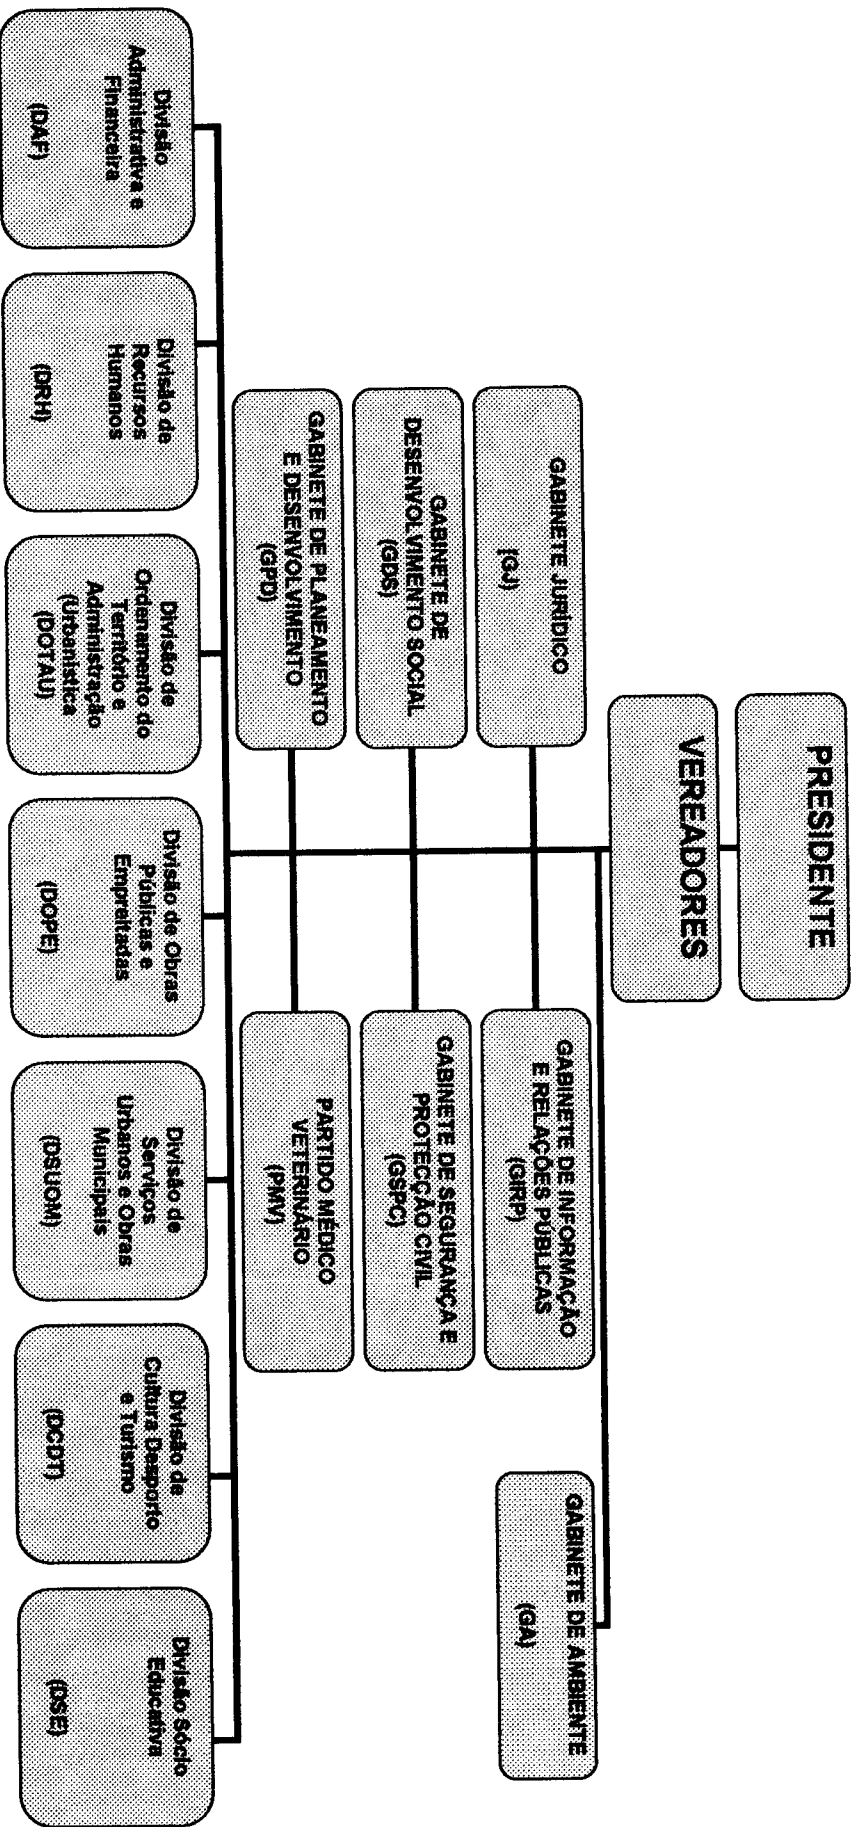 PRESIDENTE
VEREADORES
GABINETE JURÍDICO
(GJ)
GABINETE DE INFORMAÇÃO
E RELAÇÕES PÚBLICAS
(GIRP)
GABINETE DE AMBIENTE
(GA)
GABINETE DE
DESENVOLVIMENTO SOCIAL
(GDS)
GABINETE DE SEGURANÇA E
PROTECÇÃO CIVIL
(GSPC)
GABINETE DE PLANEAMENTO
E DESENVOLVIMENTO
(GPD)
PARTIDO MÉDICO
VETERINÁRIO
(PMV)
Divisão
Administrativa e
Financeira
(DAF)
Divisão de
Recursos
Humanos
(DRH)
Divisão de
Ordenamento do
Território e
Administração
(Urbanística
(DOTAU)
Divisão de Obras
Públicas e
Empreitadas
(DOPE)
Divisão de
Serviços
Urbanos e Obras
Municipais
(DSUOM)
Divisão de
Cultura Desporto
e Turismo
(DCDT)
Divisão Sócio
Educativa
(DSE)